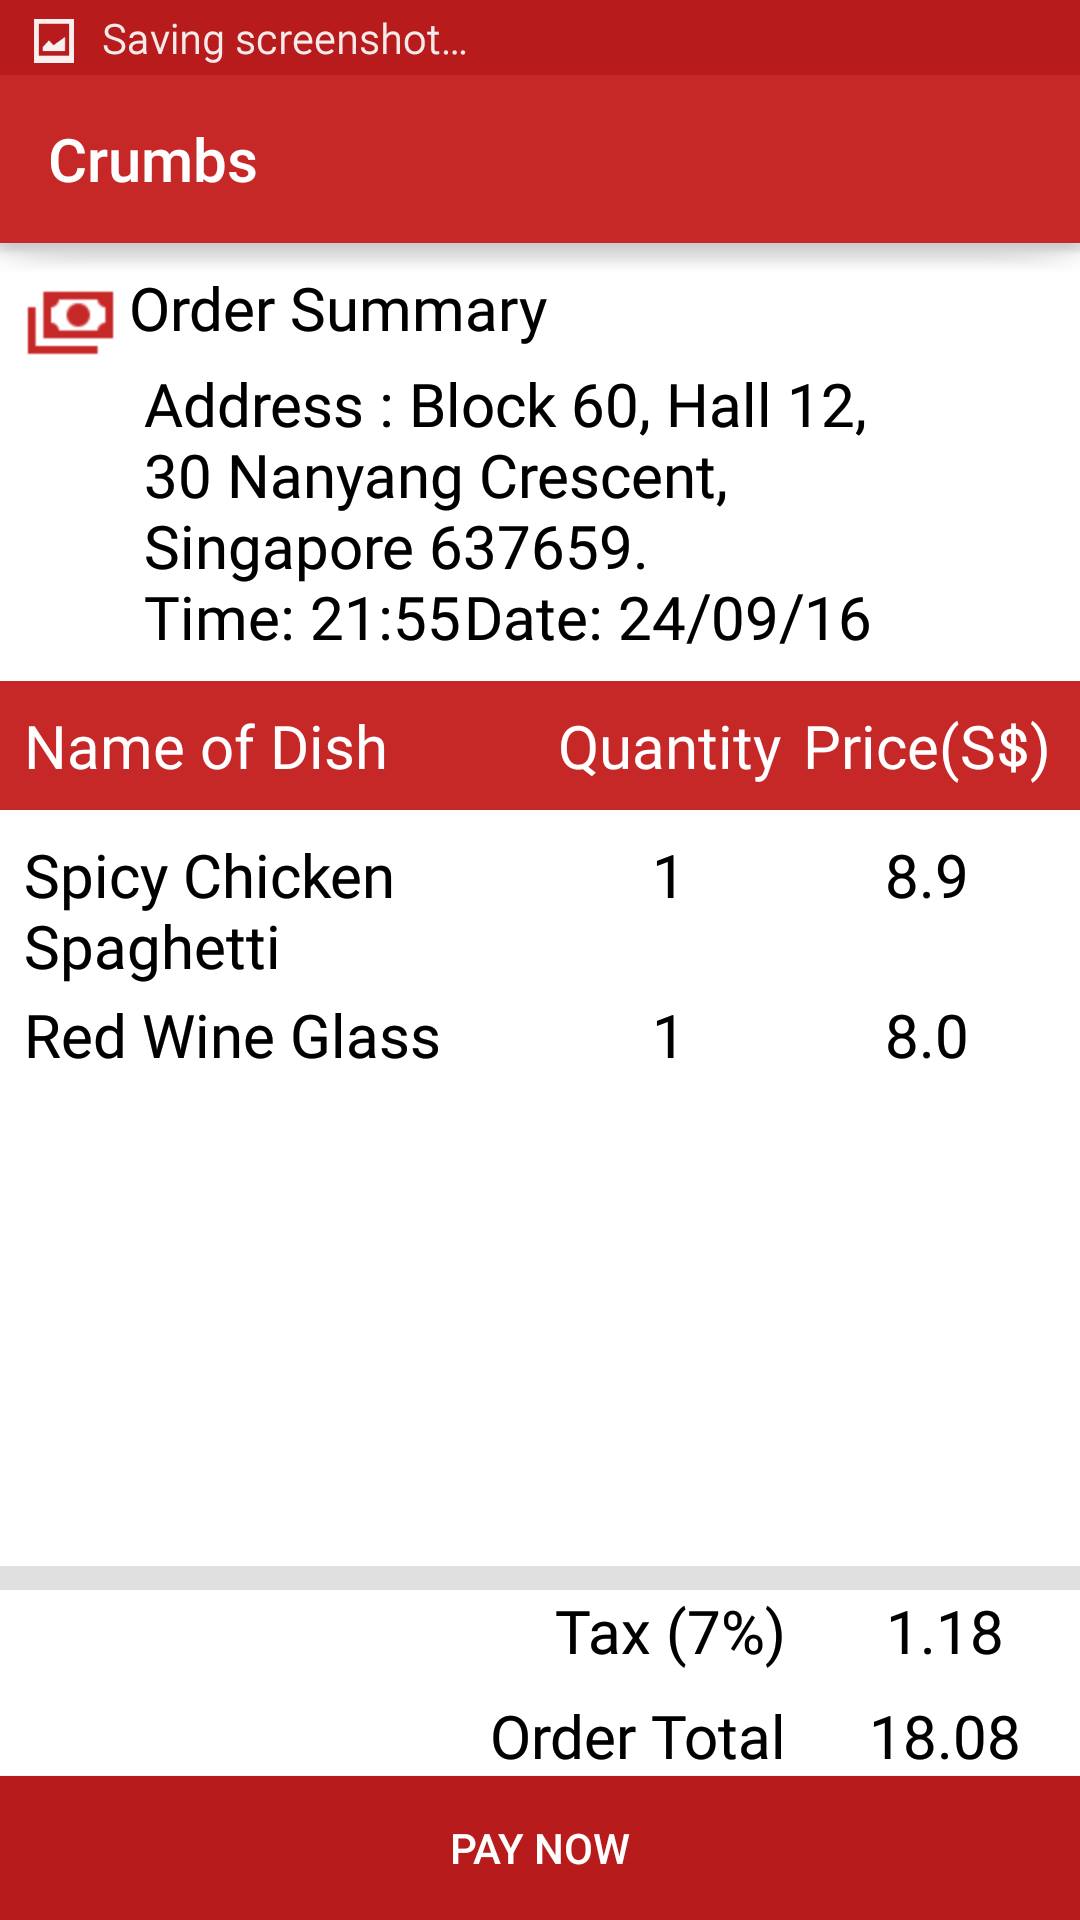 Saving screenshot...
Crumbs
Order Summary
Address : Block 60, Hall 12,
30 Nanyang Crescent,
Singapore 637659.
Time: 21:55Date: 24/09/16
Name of Dish Quantity Price(S$)
Spicy Chicken 1 8.9
Spaghetti
Red Wine Glass 1 8.0
Tax (7%) 1.18
Order Total 18.08
PAY NOW